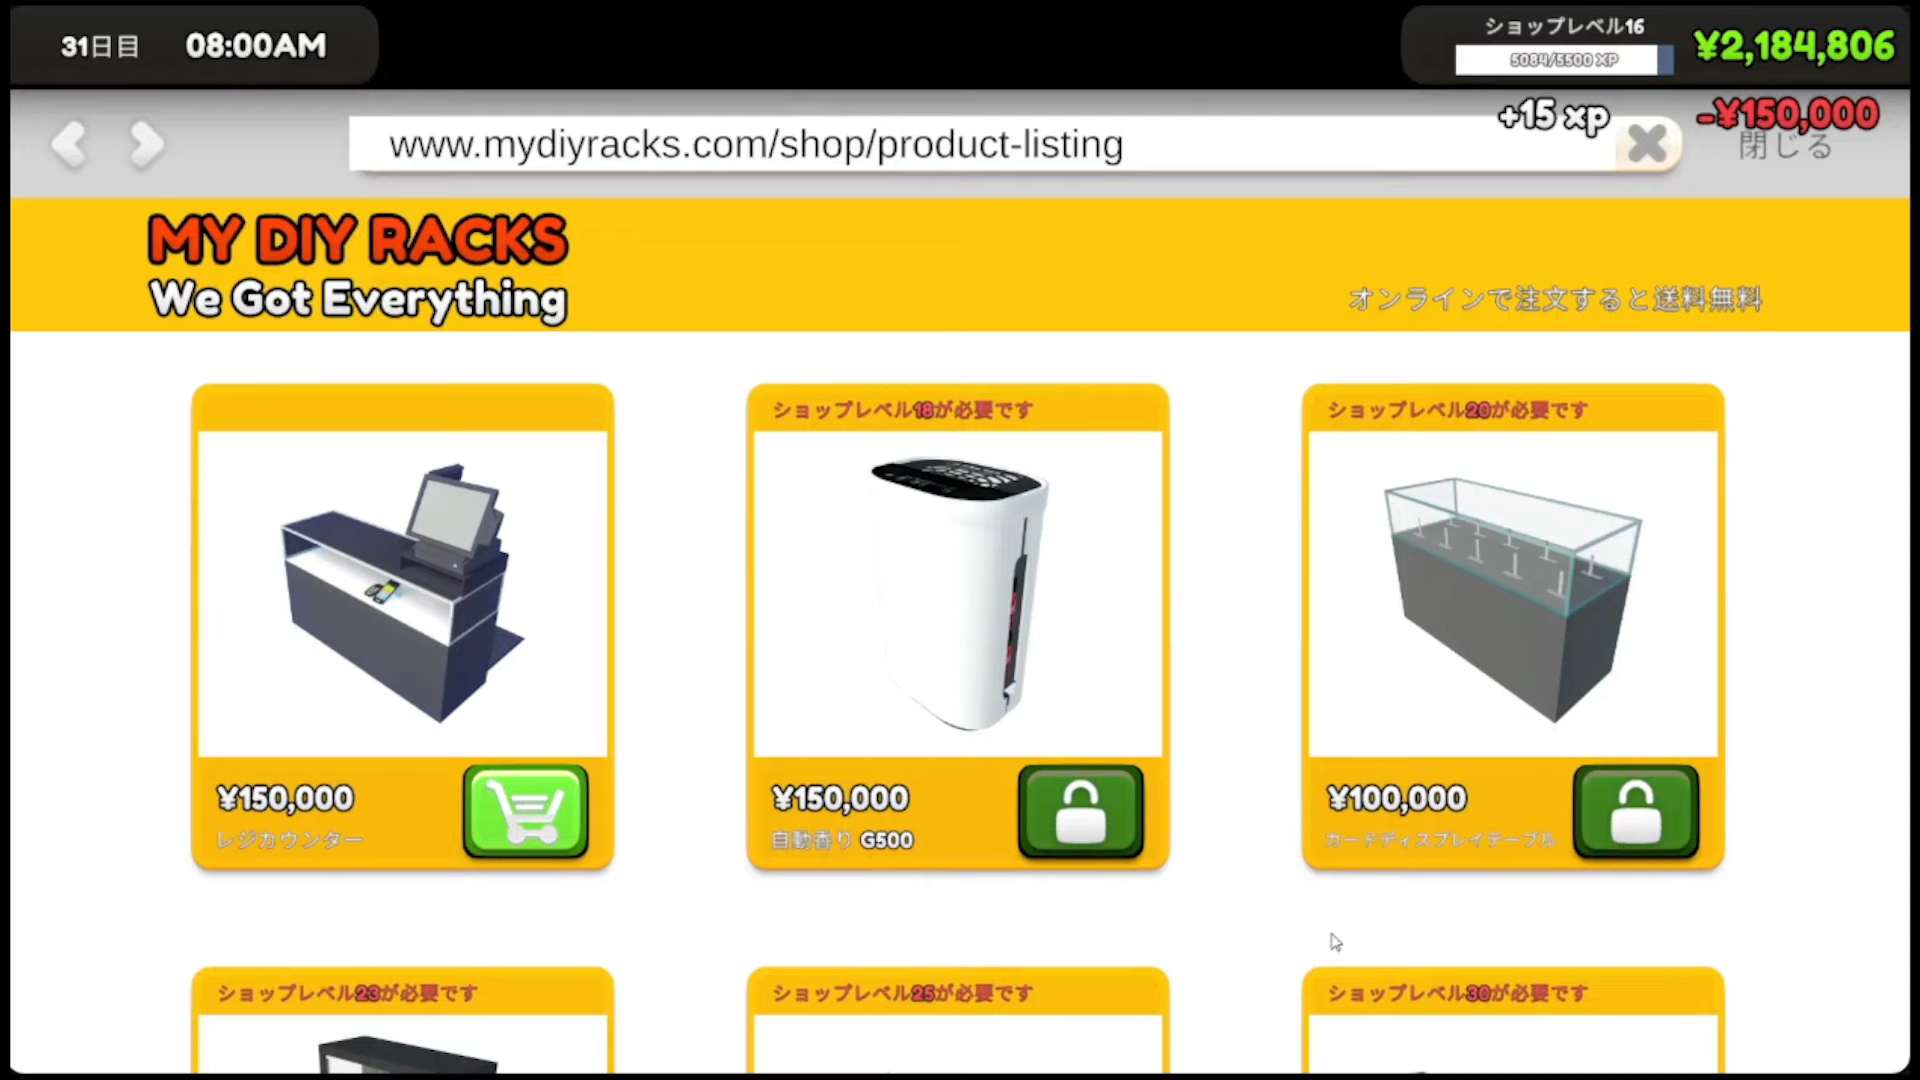 31日目 08:00AM
ショップレベル16
5084/5500 XP
¥2,184,806
+15 xp
-¥150,000
www.mydiyracks.com/shop/product-listing
閉じる
MY DIY RACKS
We Got Everything
オンラインで注文すると送料無料
¥150,000
レジカウンター
ショップレベル18が必要です
¥150,000
自動香り G500
ショップレベル20が必要です
¥100,000
カードディスプレイテーブル
ショップレベル23が必要です
ショップレベル25が必要です
ショップレベル30が必要です